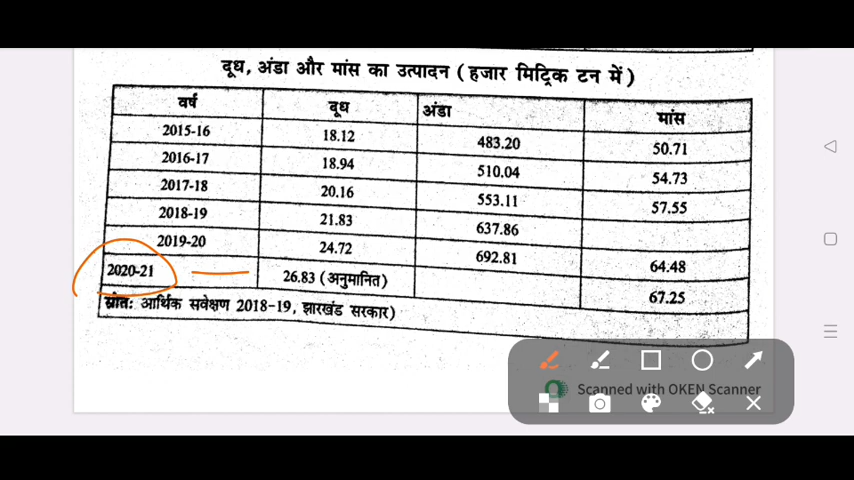 दूध, अंडा और मांस का उत्पादन (हजार मिट्रिक टन में)
वर्ष दूध अंडा मांस
2015-16 18.12 483.20 50.71
2016-17 18.94 510.04 54.73
2017-18 20.16 553.11 57.55
2018-19 21.83 637.86
2019-20 24.72 692.81 64.48
2020-21 26.83 (अनुमानित) 67.25
स्रोतः आर्थिक सवेक्षण 2018-19, झारखंड सरकार)
Scanned with OKEN Scanner